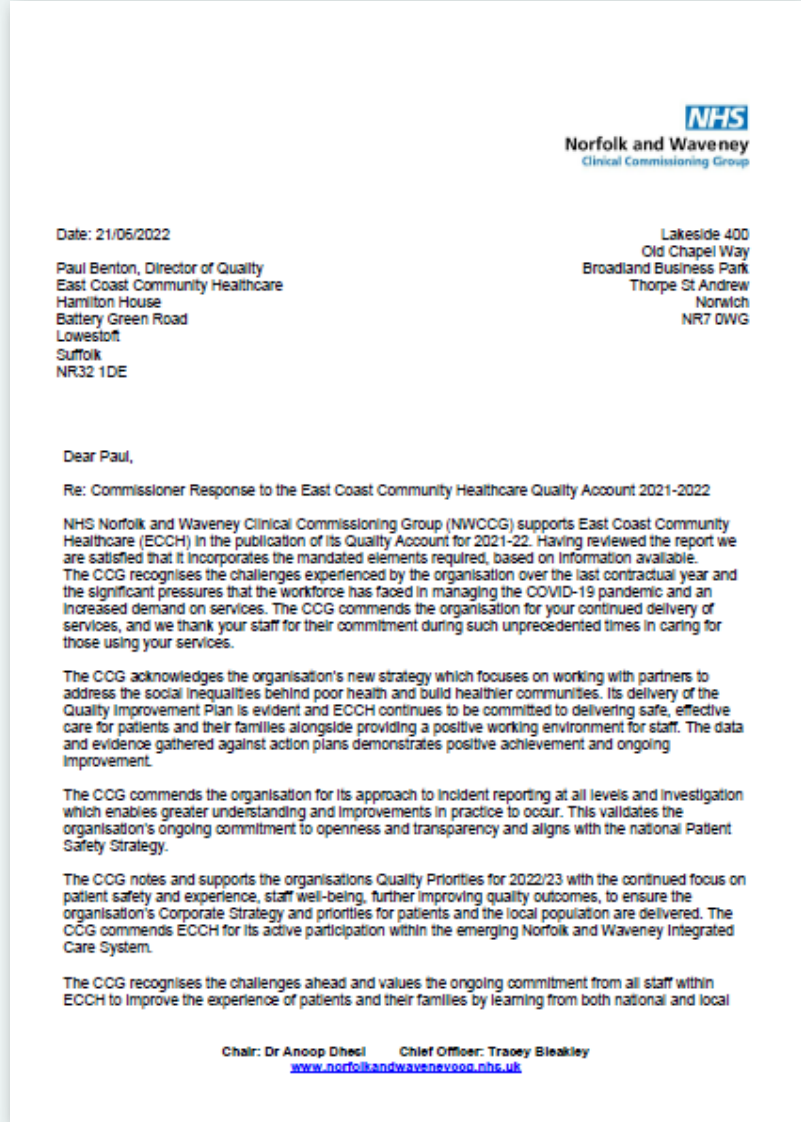 NHS
Norfolk and Waveney
Clinical Commissioning Group
Date: 21/06/2022
Paul Benton, Director of Quality
East Coast Community Healthcare
Hamilton House
Battery Green Road
Lowestoft
Suffolk
NR32 1DE
Lakeside 400
Old Chapel Way
Broadland Business Park
Thorpe St Andrew
Norwich
NR7 0WG
Dear Paul,
Re: Commissioner Response to the East Coast Community Healthcare Quality Account 2021-2022
NHS Norfolk and Waveney Clinical Commissioning Group (NWCCG) supports East Coast Community
Healthcare (ECCH) in the publication of its Quality Account for 2021-22. Having reviewed the report we
are satisfied that it incorporates the mandated elements required, based on information available.
The CCG recognises the challenges experienced by the organisation over the last contractual year and
the significant pressures that the workforce has faced in managing the COVID-19 pandemic and an
increased demand on services. The CCG commends the organisation for your continued delivery of
services, and we thank your staff for their commitment during such unprecedented times in caring for
those using your services.
The CCG acknowledges the organisation's new strategy which focuses on working with partners to
address the social inequalities behind poor health and build healthier communities. Its delivery of the
Quality Improvement Plan is evident and ECCH continues to be committed to delivering safe, effective
care for patients and their families alongside providing a positive working environment for staff. The data
and evidence gathered against action plans demonstrates positive achievement and ongoing
improvement.
The CCG commends the organisation for its approach to incident reporting at all levels and investigation
which enables greater understanding and improvements in practice to occur. This validates the
organisation's ongoing commitment to openness and transparency and aligns with the national Patient
Safety Strategy.
The CCG notes and supports the organisations Quality Priorities for 2022/23 with the continued focus on
patient safety and experience, staff well-being, further improving quality outcomes, to ensure the
organisation's Corporate Strategy and priorities for patients and the local population are delivered. The
CCG commends ECCH for its active participation within the emerging Norfolk and Waveney Integrated
Care System.
The CCG recognises the challenges ahead and values the ongoing commitment from all staff within
ECCH to improve the experience of patients and their families by learning from both national and local
Chair: Dr Anoop Dhesi Chief Officer: Tracey Bleakley
www.norfolkandwaveneyccg.nhs.uk